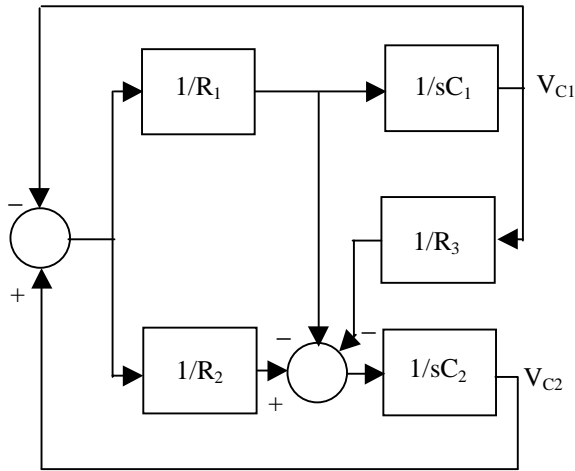 1/R₁
1/sC₁
V_C1
−
1/R₃
+
−
−
1/R₂
+
1/sC₂
V_C2